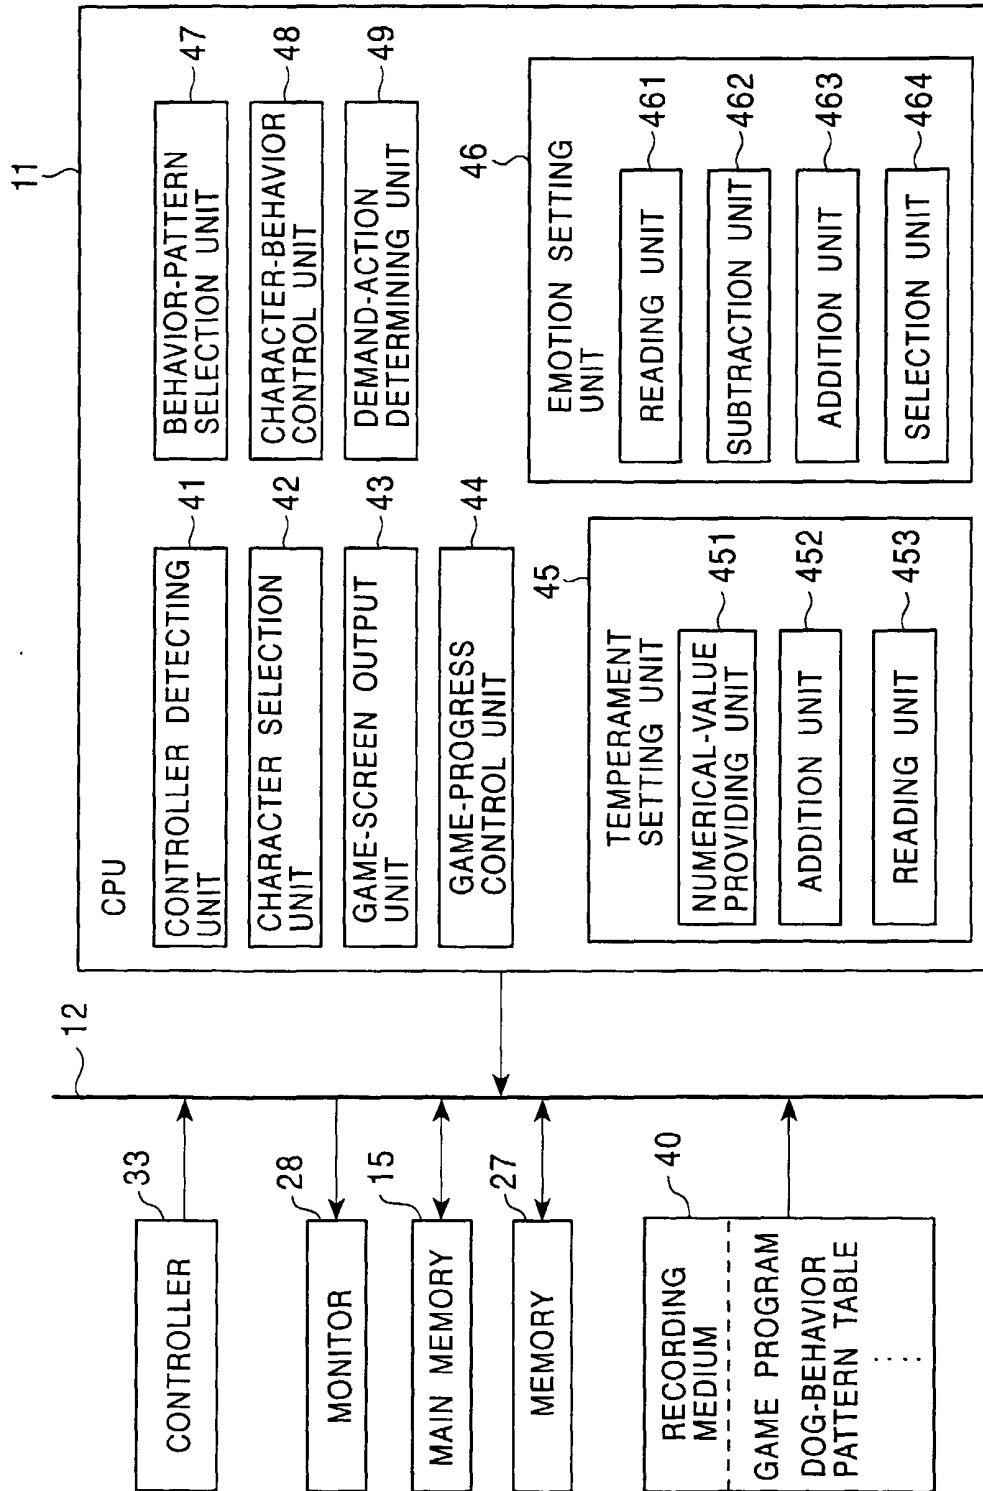 11
CPU
CONTROLLER DETECTING
UNIT
41
CHARACTER SELECTION
UNIT
42
GAME-SCREEN OUTPUT
UNIT
43
GAME-PROGRESS
CONTROL UNIT
44
BEHAVIOR-PATTERN
SELECTION UNIT
47
CHARACTER-BEHAVIOR
CONTROL UNIT
48
DEMAND-ACTION
DETERMINING UNIT
49
45
TEMPERAMENT
SETTING UNIT
NUMERICAL-VALUE
PROVIDING UNIT
451
ADDITION UNIT
452
READING UNIT
453
46
EMOTION SETTING
UNIT
READING UNIT
461
SUBTRACTION UNIT
462
ADDITION UNIT
463
SELECTION UNIT
464
12
CONTROLLER
33
MONITOR
28
MAIN MEMORY
15
MEMORY
27
40
RECORDING
MEDIUM
GAME PROGRAM
DOG-BEHAVIOR
PATTERN TABLE
....